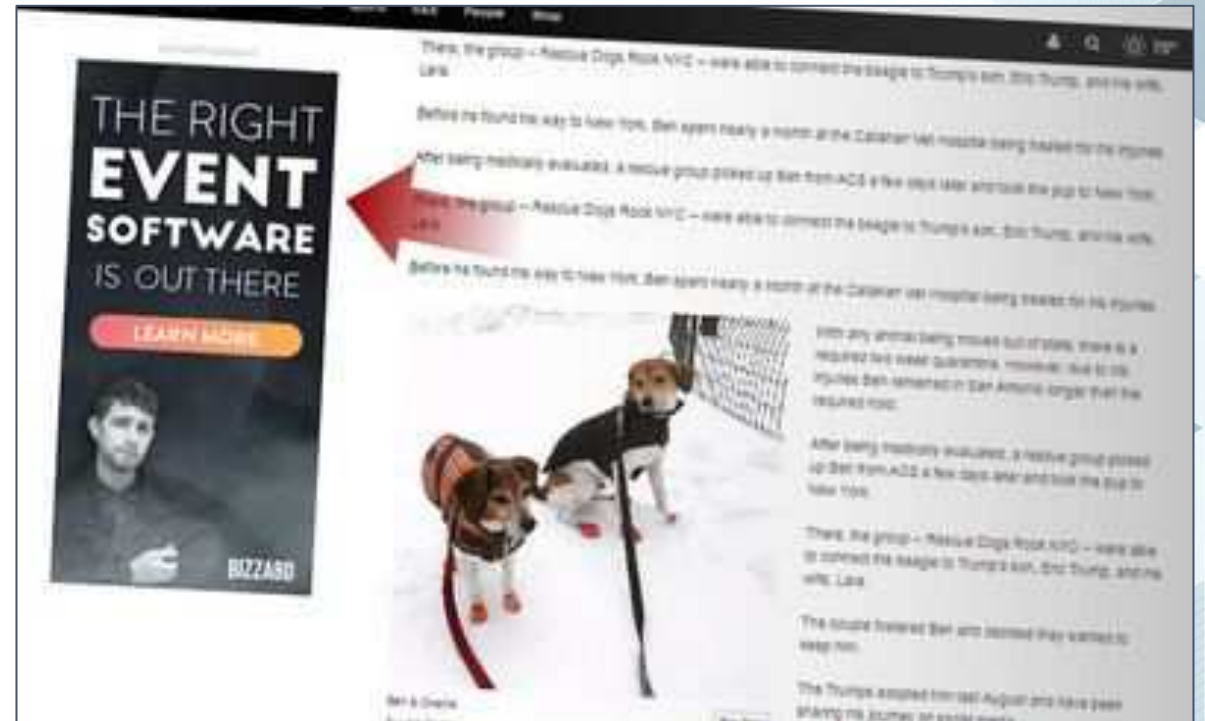 People
THE RIGHT
EVENT
SOFTWARE
IS OUT THERE
LEARN MORE
BIZZABO
There, the group – Rescue Dogs Rock NYC – were able to connect the beagle to Trump's son, Eric Trump, and his wife,
Lara
Before he found his way to New York, Ben spent nearly a month at the Callahan Vet Hospital being treated for his injuries
After being medically evaluated, a rescue group picked up Ben from ACS a few days later and took the pup to New York.
There, the group – Rescue Dogs Rock NYC – were able to connect the beagle to Trump's son, Eric Trump, and his wife,
Lara
Before he found his way to New York, Ben spent nearly a month at the Callahan Vet Hospital being treated for his injuries
With any animal being moved out of state, there is a
required two week quarantine. However, due to his
injuries Ben remained in San Antonio longer than the
required hold.
After being medically evaluated, a rescue group picked
up Ben from ACS a few days later and took the pup to
New York.
There, the group – Rescue Dogs Rock NYC – were able
to connect the beagle to Trump's son, Eric Trump, and his
wife, Lara
The couple fostered Ben and decided they wanted to
keep him.
The Trumps adopted him last August and have been
sharing his journey on social media
Ben & Charlie